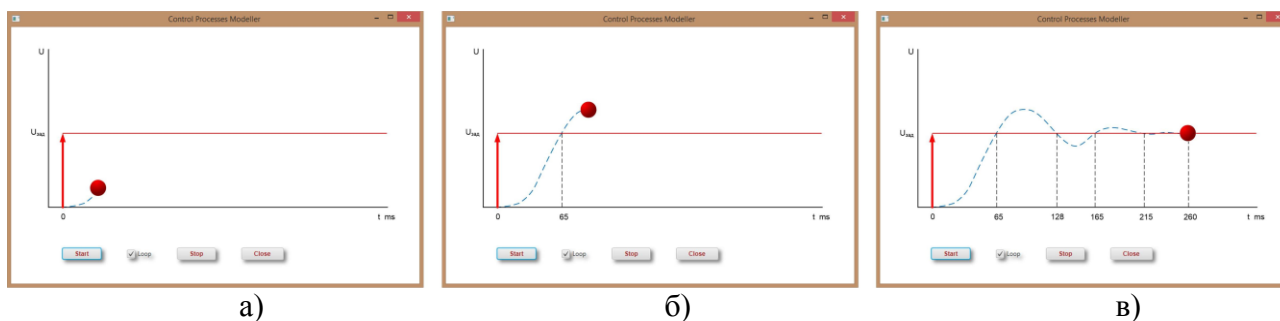 Control Processes Modeller
U
Uзад
0
t ms
Start
Loop
Stop
Close
а)
Control Processes Modeller
U
Uзад
0
65
t ms
Start
Loop
Stop
Close
б)
Control Processes Modeller
U
Uзад
0
65
128
165
215
260
t ms
Start
Loop
Stop
Close
в)